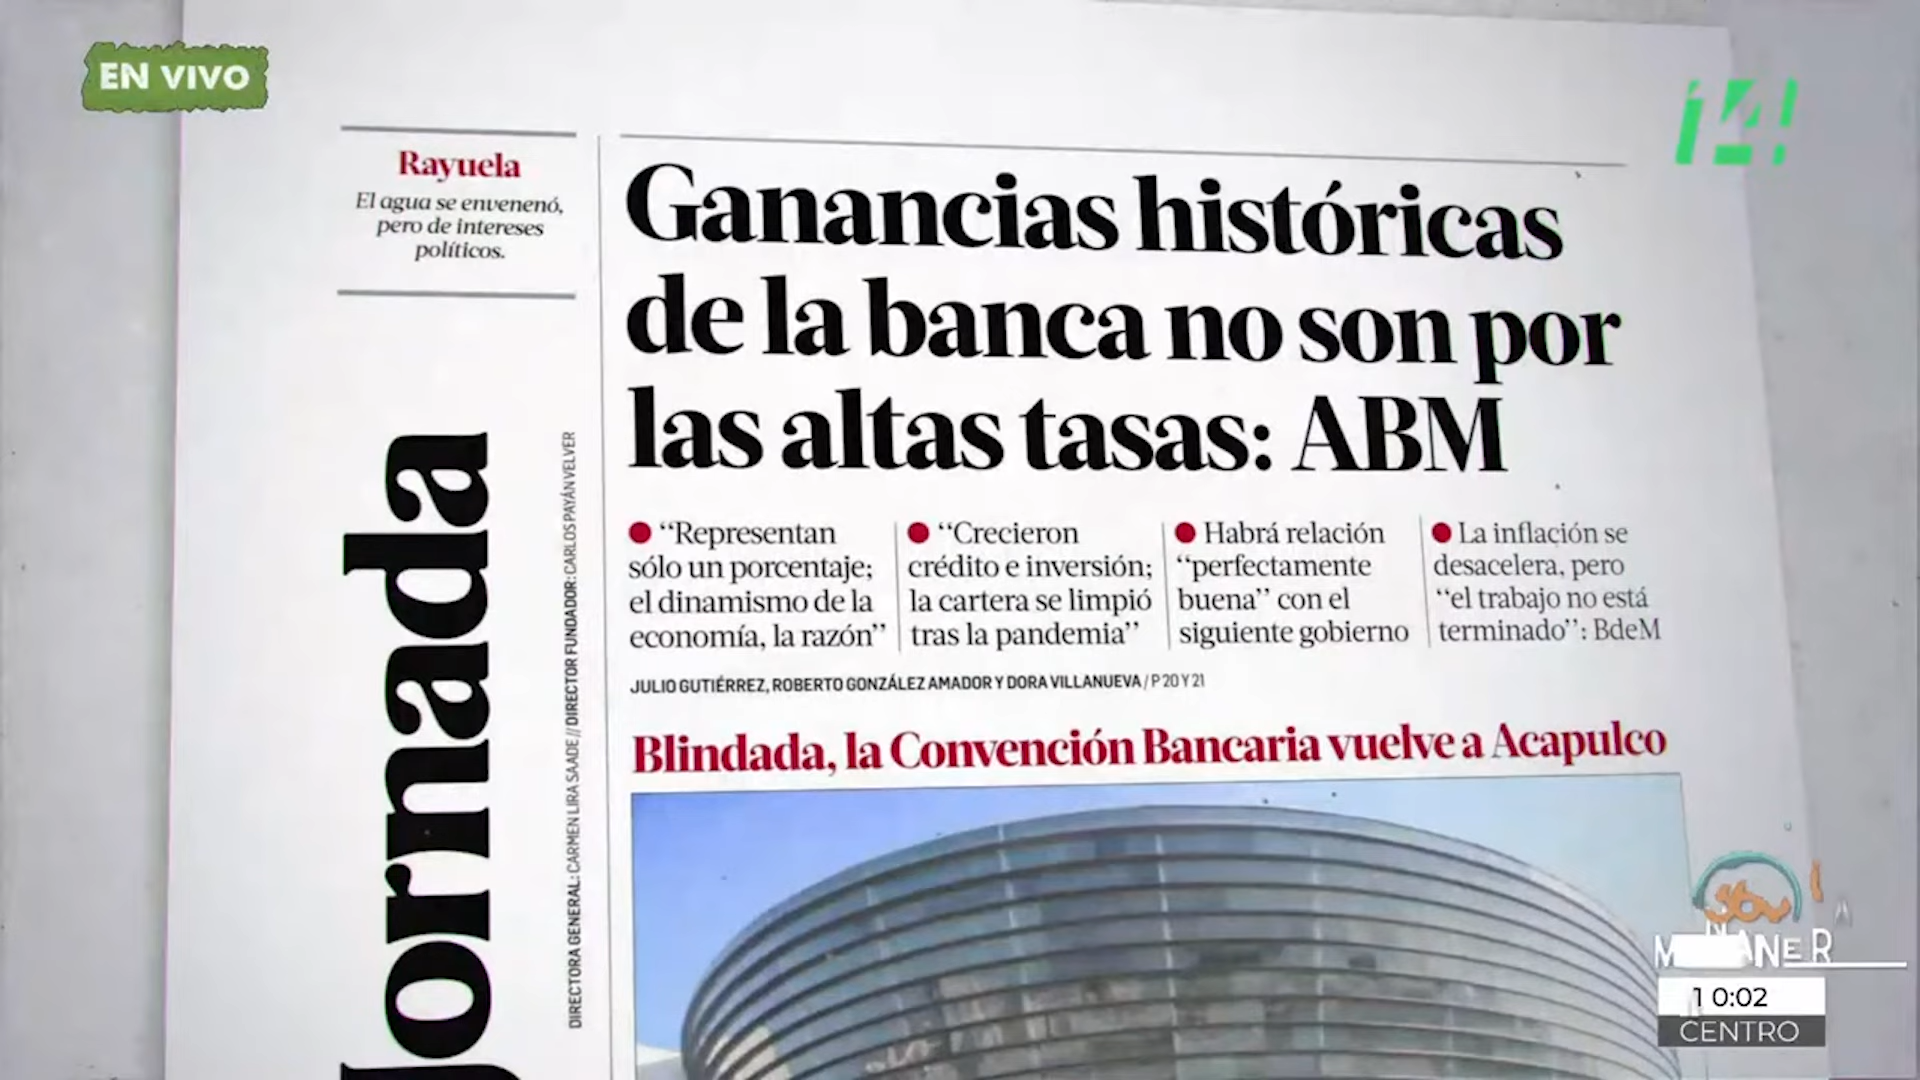 EN VIVO
14!
Rayuela
El agua se envenenó,
pero de intereses
políticos.
Jornada
DIRECTORA GENERAL: CARMEN LIRA SAADE // DIRECTOR FUNDADOR: CARLOS PAYÁN VELVER
Ganancias históricas
de la banca no son por
las altas tasas: ABM
“Representan
sólo un porcentaje;
el dinamismo de la
economía, la razón”
“Crecieron
crédito e inversión;
la cartera se limpió
tras la pandemia”
Habrá relación
“perfectamente
buena” con el
siguiente gobierno
La inflación se
desacelera, pero
“el trabajo no está
terminado”: BdeM
JULIO GUTIÉRREZ, ROBERTO GONZÁLEZ AMADOR Y DORA VILLANUEVA / P 20 Y 21
Blindada, la Convención Bancaria vuelve a Acapulco
10:02
CENTRO